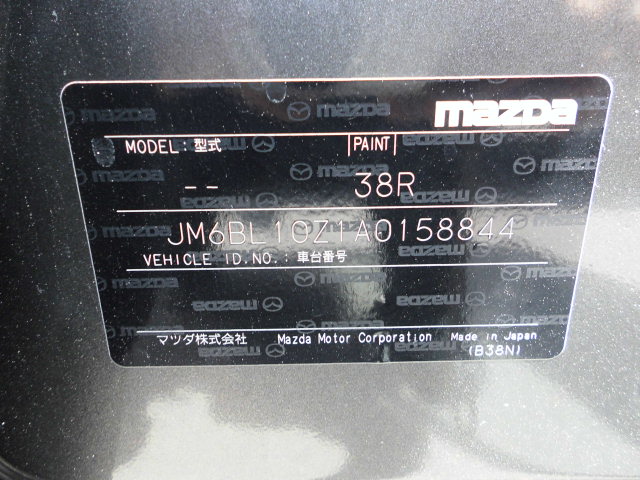 mazda
MODEL:型式 PAINT
-- 38R
JM6BL10Z1A0158844
VEHICLE ID.NO.:車台番号
マツダ株式会社 Mazda Motor Corporation Made in Japan
(B38N)